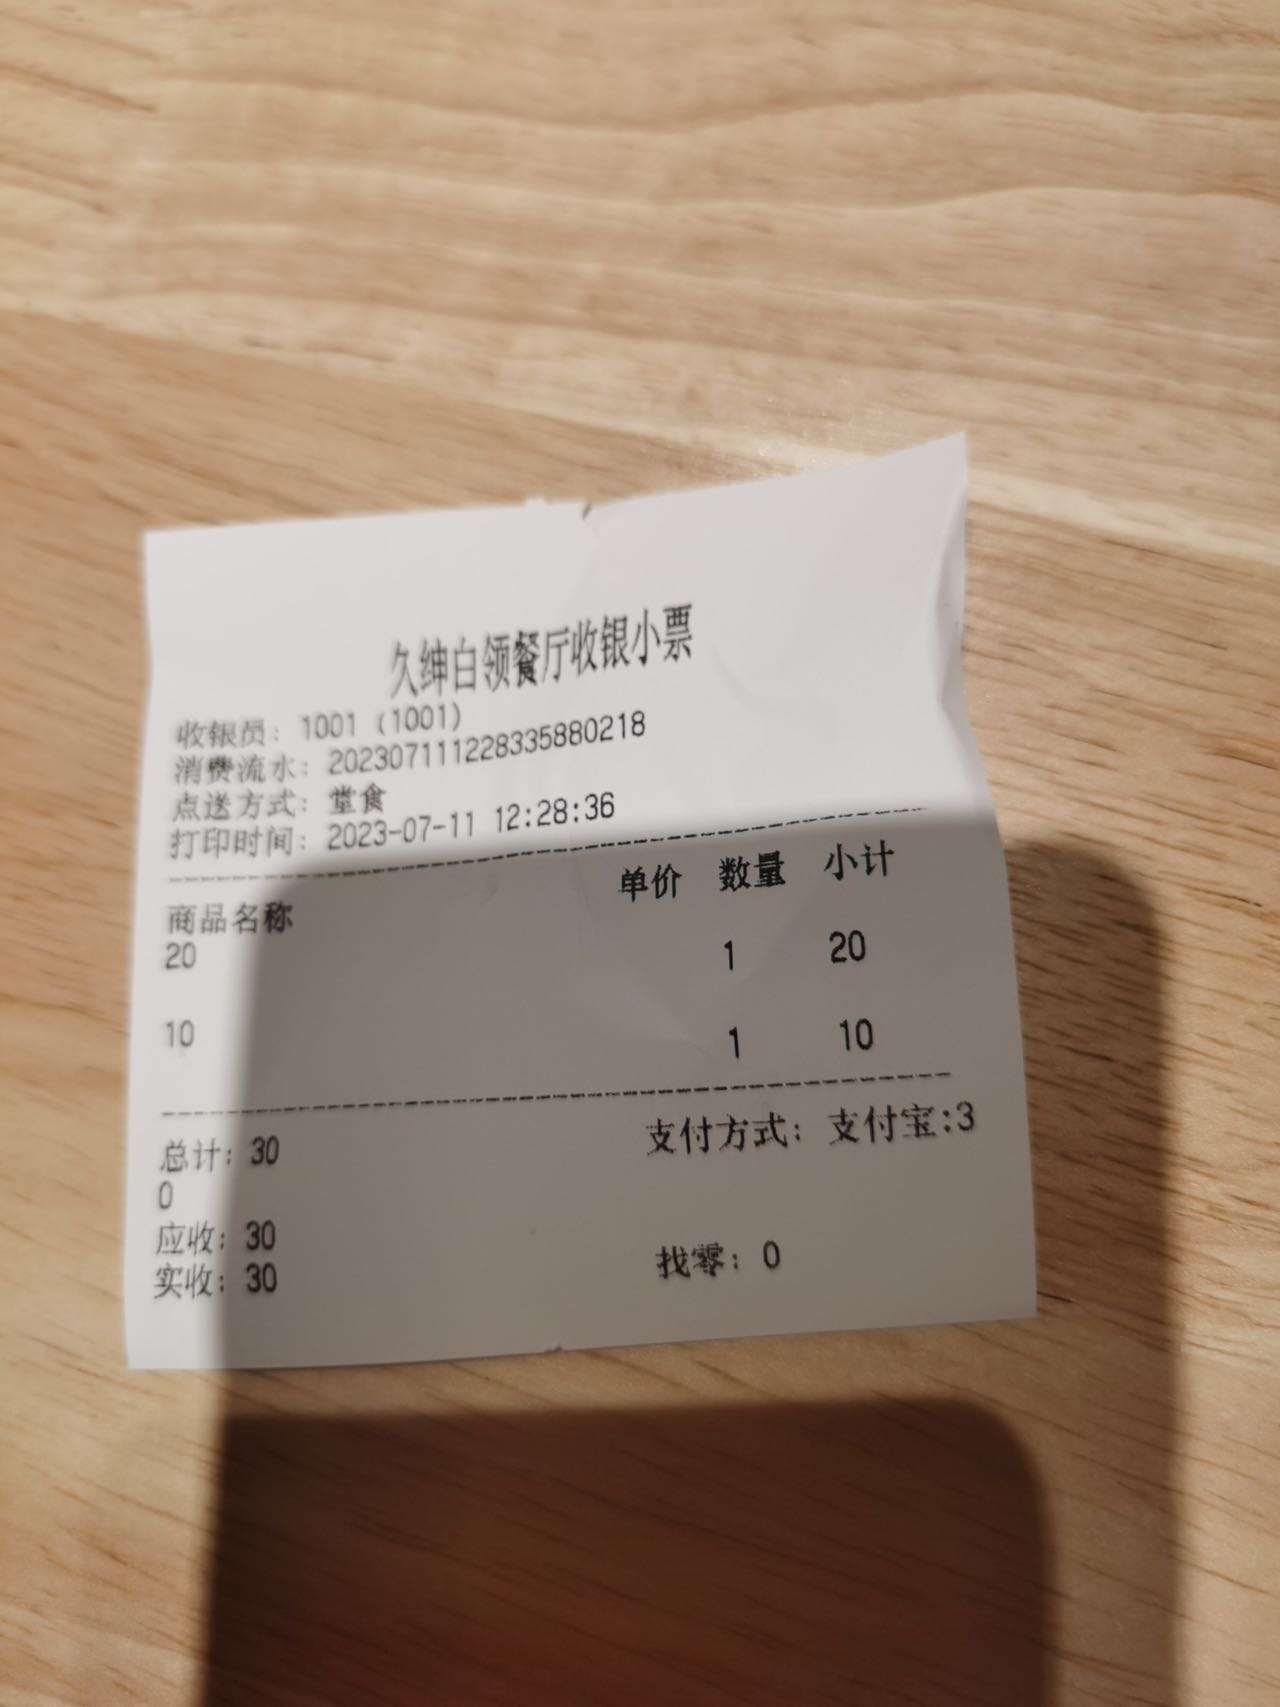 久绅白领餐厅收银小票
收银员: 1001 (1001)
消费流水: 202307111228335880218
点送方式: 堂食
打印时间: 2023-07-11 12:28:36
商品名称 单价 数量 小计
20 1 20
10 1 10
总计: 30 支付方式: 支付宝:3
0
应收: 30
实收: 30 找零: 0